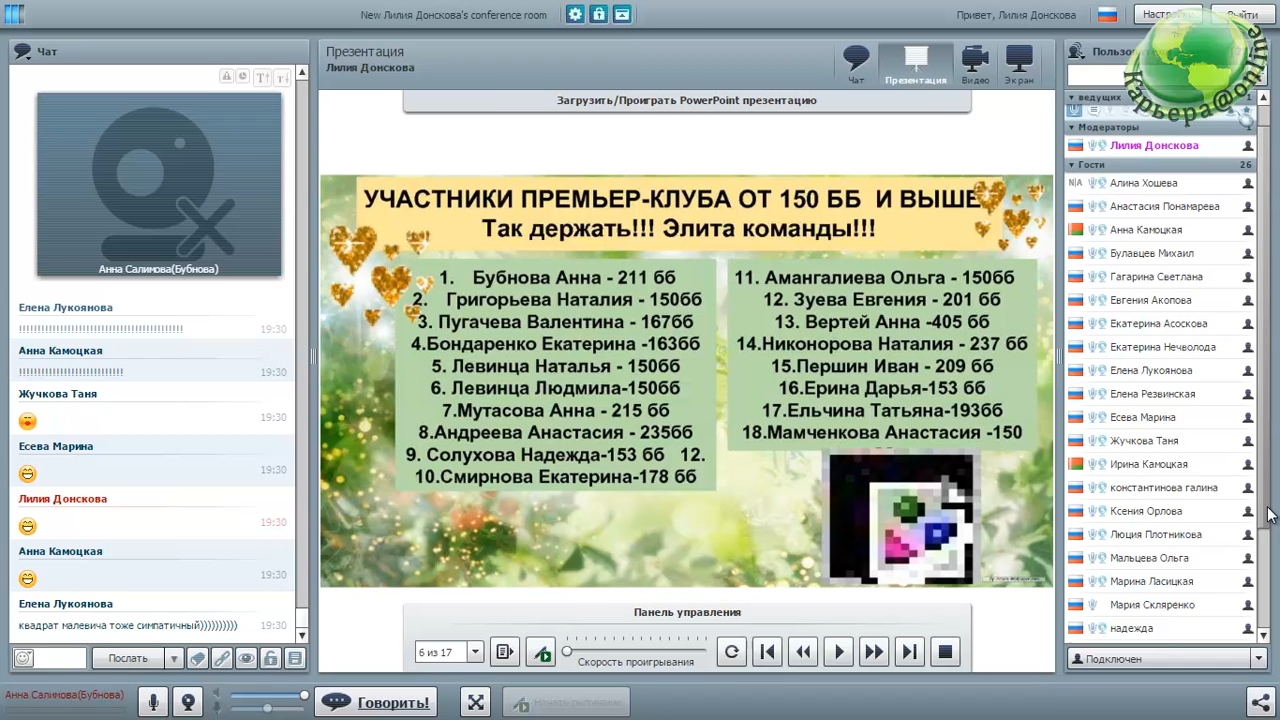 New Лилия Донскова's conference room
Привет, Лилия Донскова
Выйти
Чат
Анна Салимова(Бубнова)
Елена Лукоянова
!!!!!!!!!!!!!!!!!!!!!!!!!!!!!!!!!!!!!!!!!!!! 19:30
Анна Камоцкая
!!!!!!!!!!!!!!!!!!!!!!!!!!!! 19:30
Жучкова Таня
19:30
Есева Марина
19:30
Лилия Донскова
19:30
Анна Камоцкая
19:30
Елена Лукоянова
квадрат малевича тоже симпатичный)))))))))) 19:30
Послать
Презентация
Лилия Донскова
Чат
Презентация
Видео
Экран
Загрузить/Проиграть PowerPoint презентацию
УЧАСТНИКИ ПРЕМЬЕР-КЛУБА ОТ 150 ББ И ВЫШЕ
Так держать!!! Элита команды!!!
1. Бубнова Анна - 211 бб
2. Григорьева Наталия - 150бб
3. Пугачева Валентина - 167бб
4.Бондаренко Екатерина -163бб
5. Левинца Наталья - 150бб
6. Левинца Людмила-150бб
7.Мутасова Анна - 215 бб
8.Андреева Анастасия - 235бб
9. Солухова Надежда-153 бб 12.
10.Смирнова Екатерина-178 бб
11. Амангалиева Ольга - 150бб
12. Зуева Евгения - 201 бб
13. Вертей Анна -405 бб
14.Никонорова Наталия - 237 бб
15.Першин Иван - 209 бб
16.Ерина Дарья-153 бб
17.Ельчина Татьяна-193бб
18.Мамченкова Анастасия -150
Панель управления
6 из 17
Скорость проигрывания
карьера@online
ведущих 1
Модераторы
Лилия Донскова
Гости 26
N|A Алина Хошева
Анастасия Понамарева
Анна Камоцкая
Булавцев Михаил
Гагарина Светлана
Евгения Акопова
Екатерина Асоскова
Екатерина Нечволода
Елена Лукоянова
Елена Резвинская
Есева Марина
Жучкова Таня
Ирина Камоцкая
константинова галина
Ксения Орлова
Люция Плотникова
Мальцева Ольга
Марина Ласицкая
Мария Скляренко
надежда
Подключен
Анна Салимова(Бубнова)
Говорить!
Начать рисование